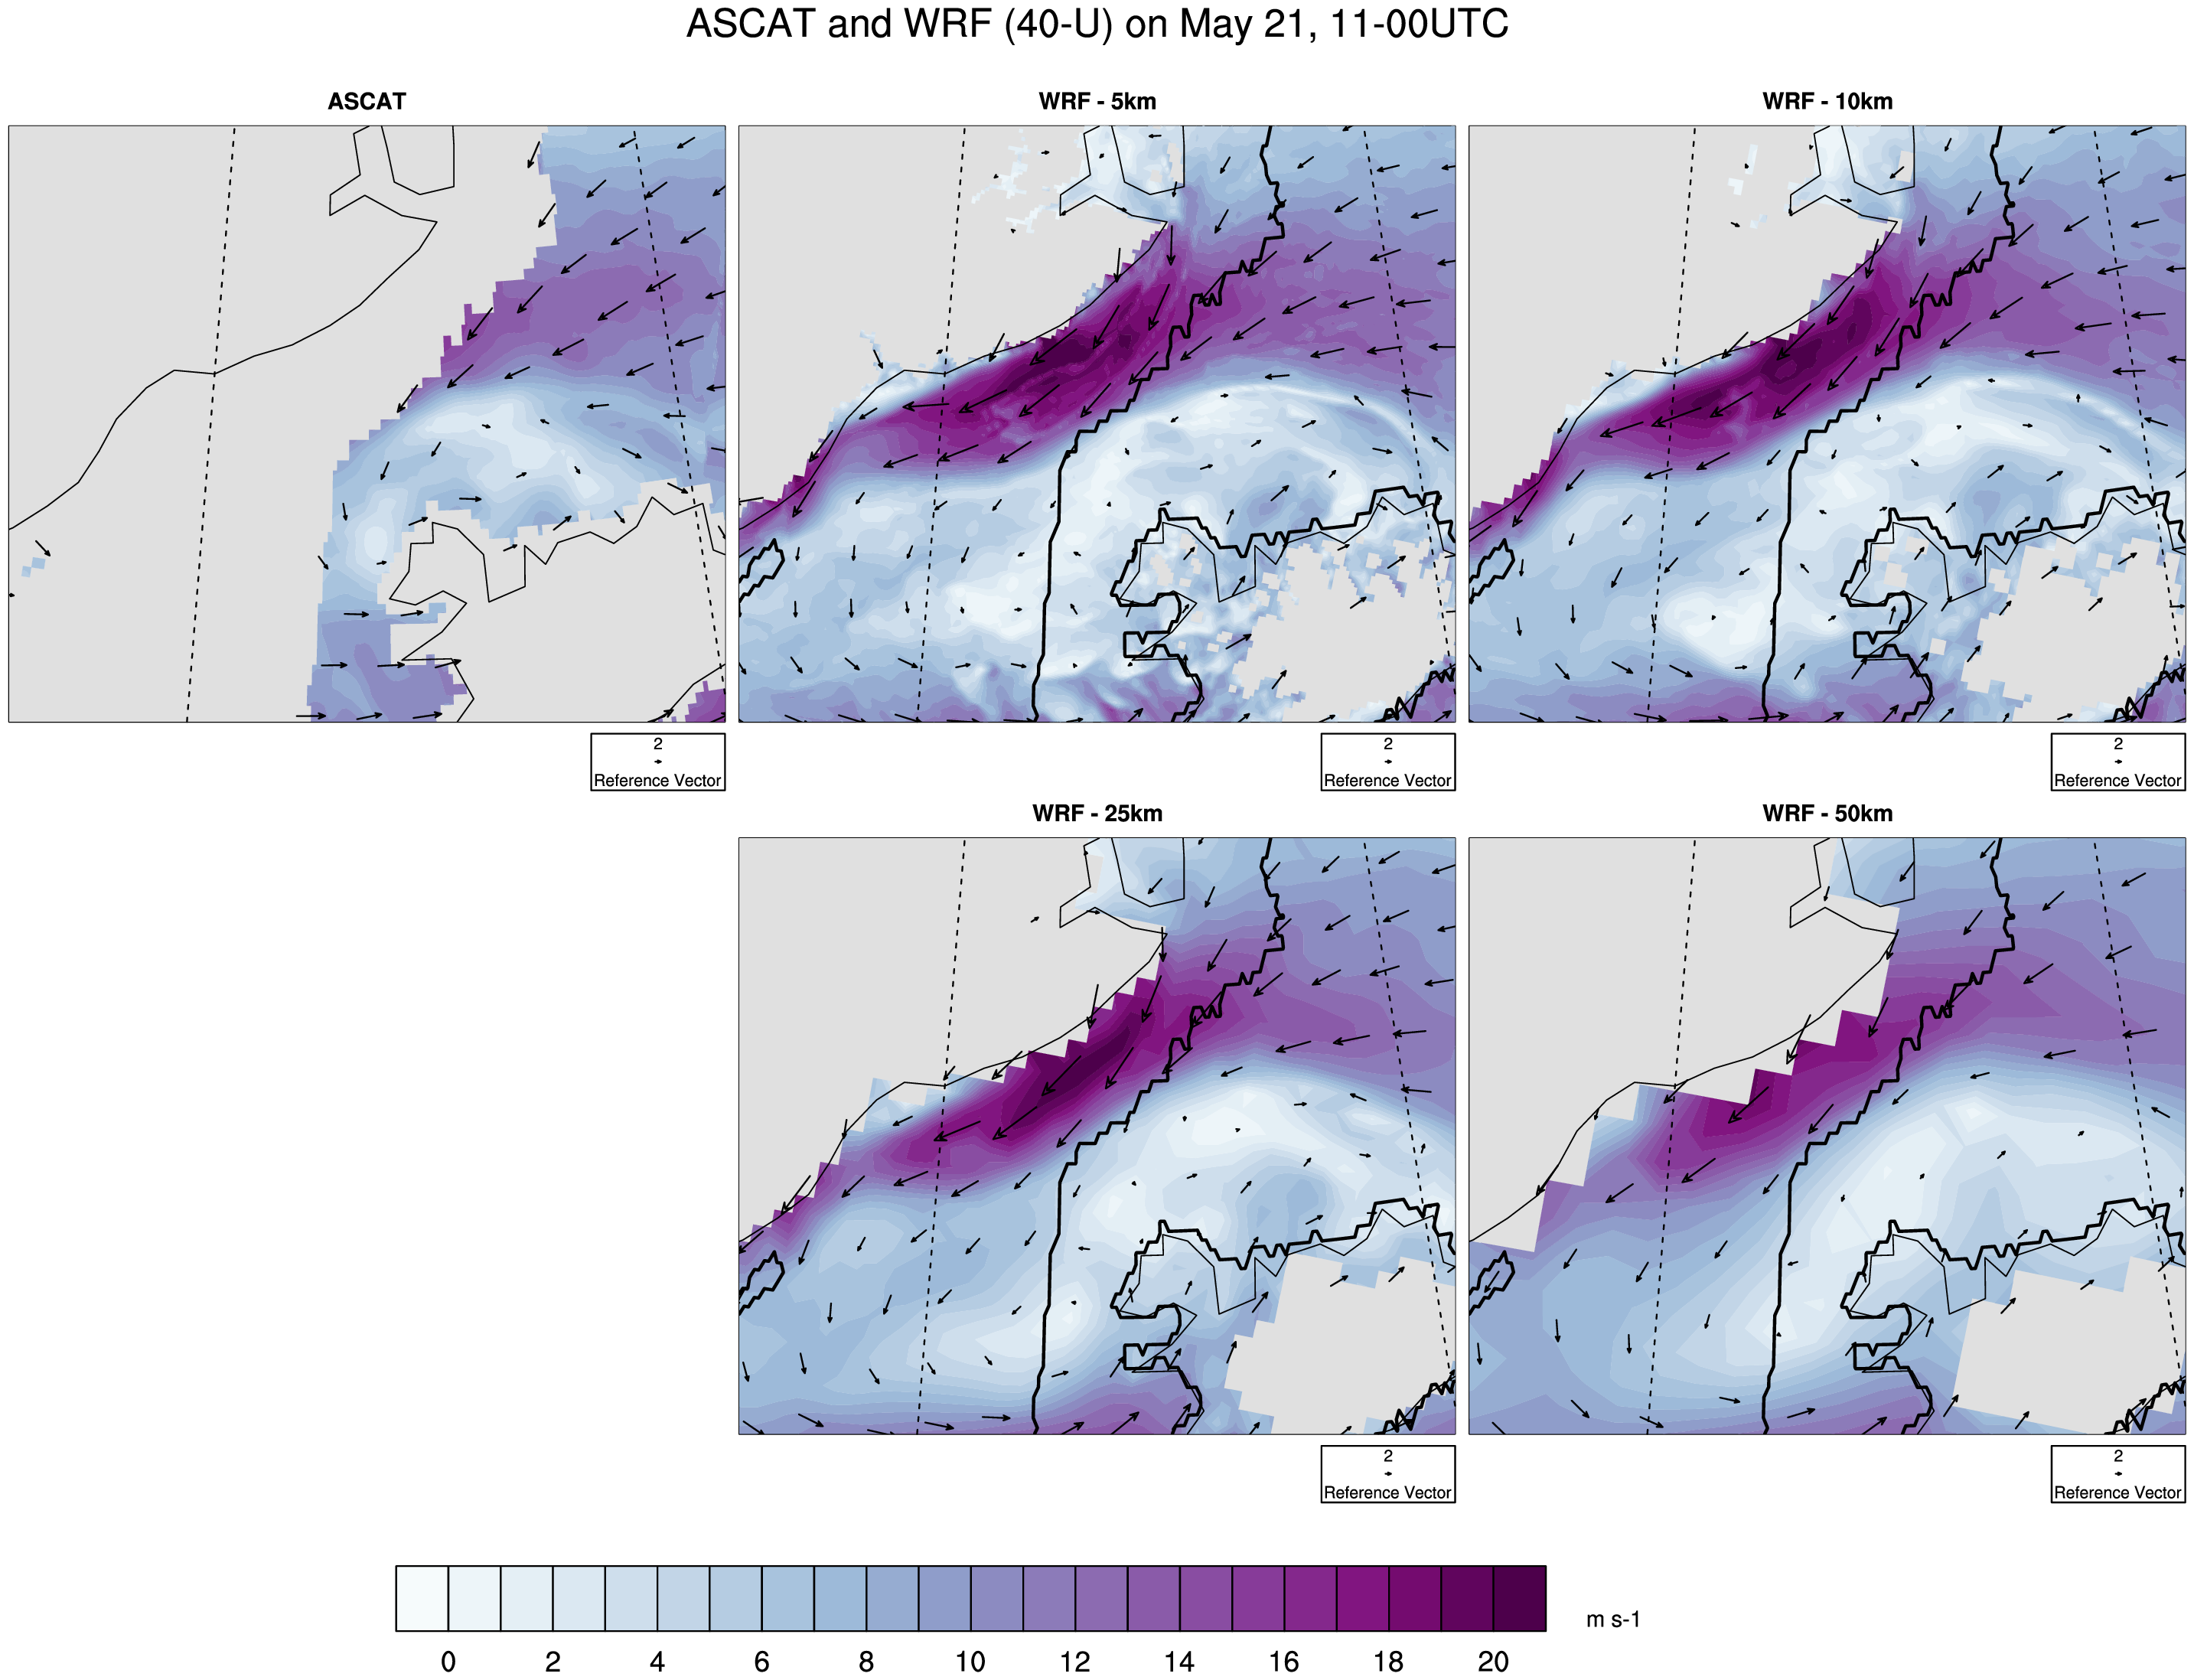 ASCAT and WRF (40-U) on May 21, 11-00UTC
ASCAT
WRF - 5km
WRF - 10km
2
Reference Vector
2
Reference Vector
2
Reference Vector
WRF - 25km
WRF - 50km
2
Reference Vector
2
Reference Vector
m s-1
0 2 4 6 8 10 12 14 16 18 20